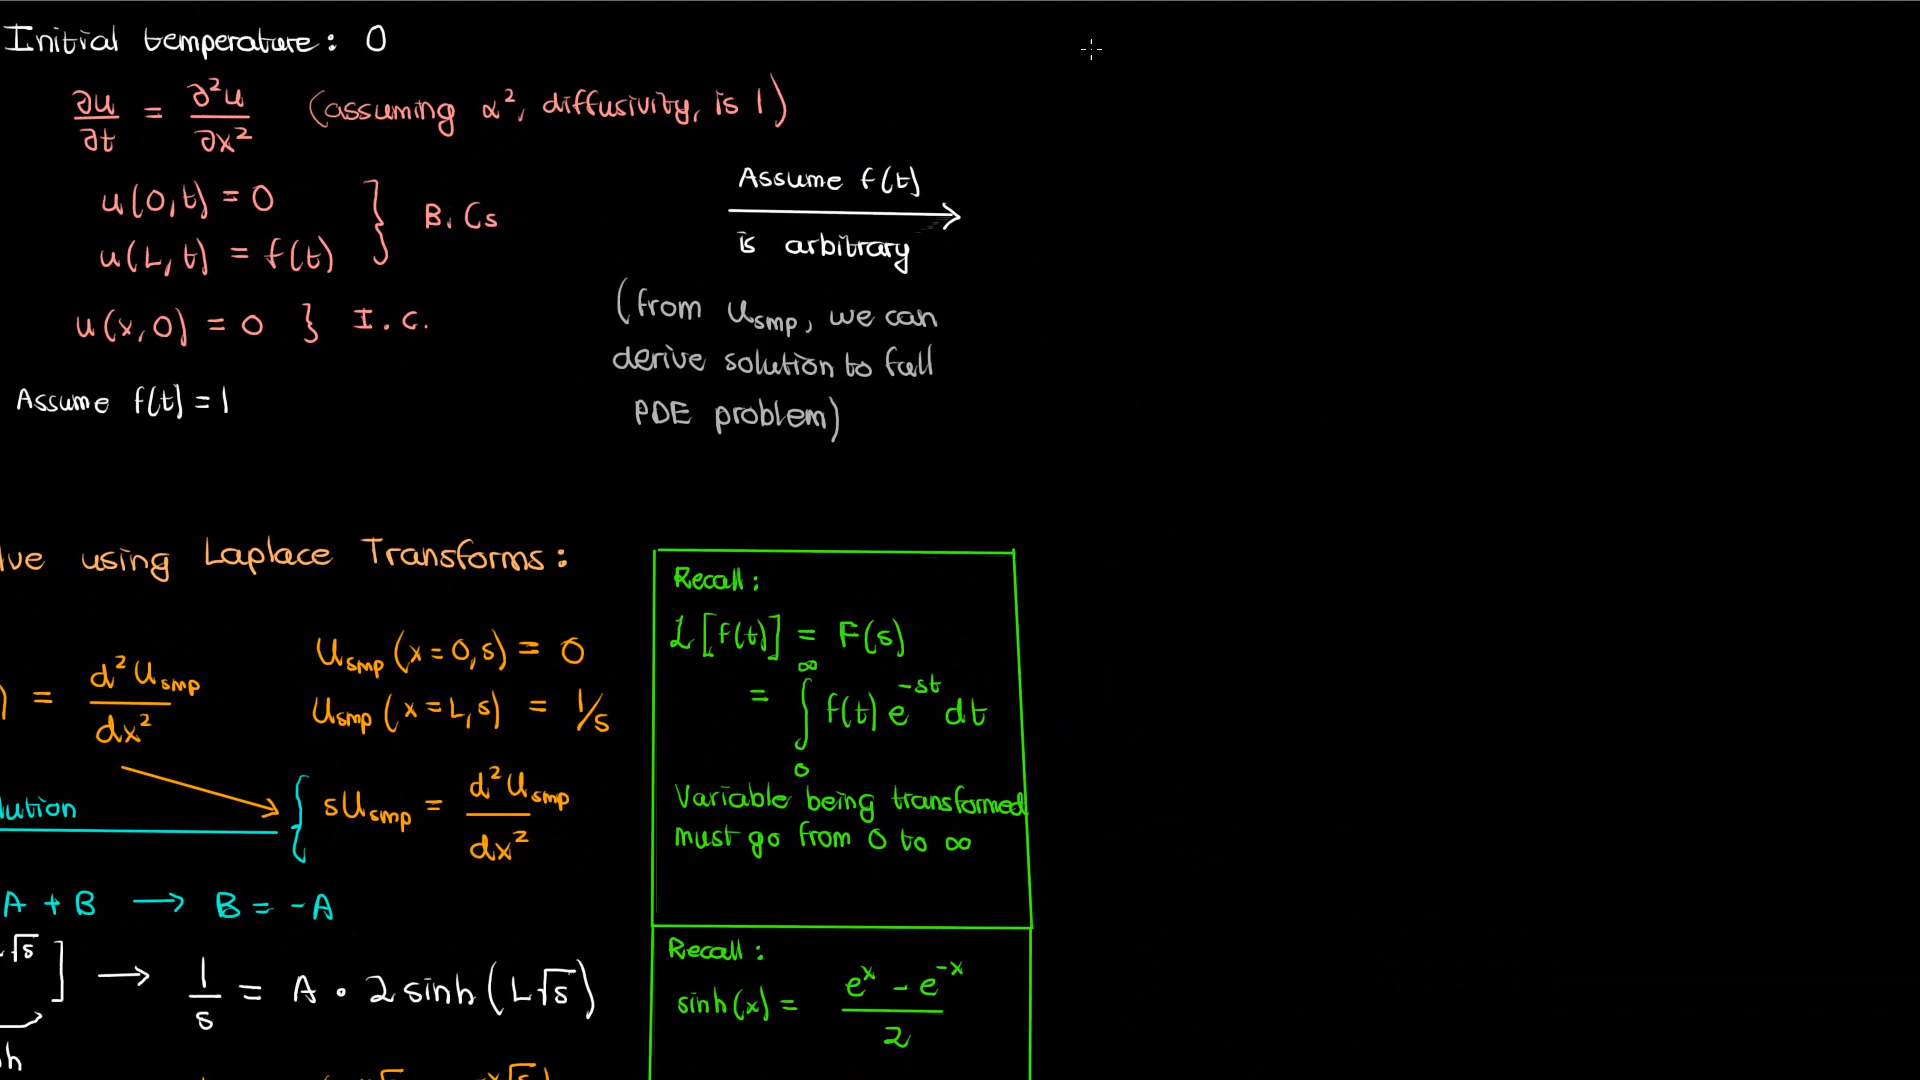 Initial temperature: 0
∂u/∂t = ∂²u/∂x² (assuming α², diffusivity, is 1)
u(0,t) = 0
u(L,t) = f(t) } B.Cs
u(x,0) = 0 } I.C.
Assume f(t) = 1
Assume f(t)
is arbitrary
(from u_smp, we can
derive solution to full
PDE problem)
lve using Laplace Transforms:
) = d²U_smp/dx²
U_smp (x=0,s) = 0
U_smp (x=L,s) = 1/s
lution
{ sU_smp = d²U_smp/dx²
A + B → B = -A
√s ] → 1/s = A · 2 sinh(L√s)
h
Recall:
L[f(t)] = F(s)
= ∫₀^∞ f(t) e^(-st) dt
Variable being transformed
must go from 0 to ∞
Recall:
sinh(x) = (e^x - e^-x)/2